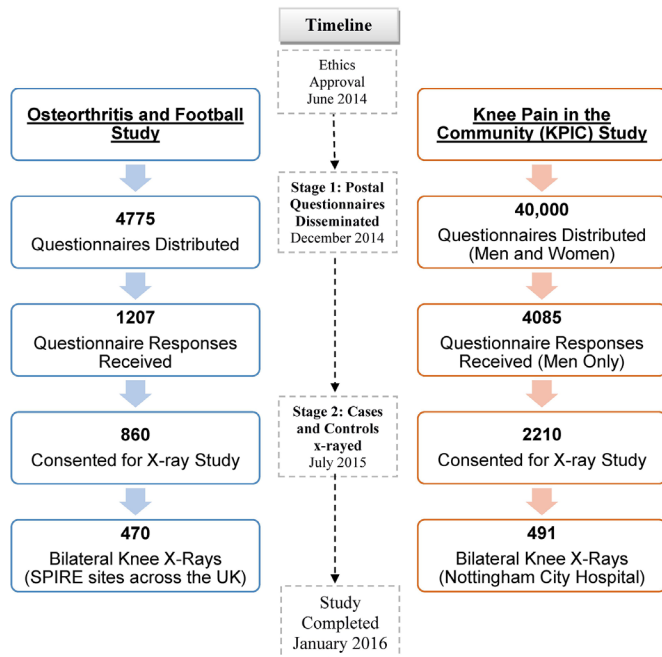 Timeline
Ethics
Approval
June 2014
Osteorthritis and Football
Study
Knee Pain in the
Community (KPIC) Study
Stage 1: Postal
Questionnaires
Disseminated
December 2014
4775
Questionnaires Distributed
40,000
Questionnaires Distributed
(Men and Women)
1207
Questionnaire Responses
Received
4085
Questionnaire Responses
Received (Men Only)
Stage 2: Cases
and Controls
x-rayed
July 2015
860
Consented for X-ray Study
2210
Consented for X-ray Study
470
Bilateral Knee X-Rays
(SPIRE sites across the UK)
491
Bilateral Knee X-Rays
(Nottingham City Hospital)
Study
Completed
January 2016